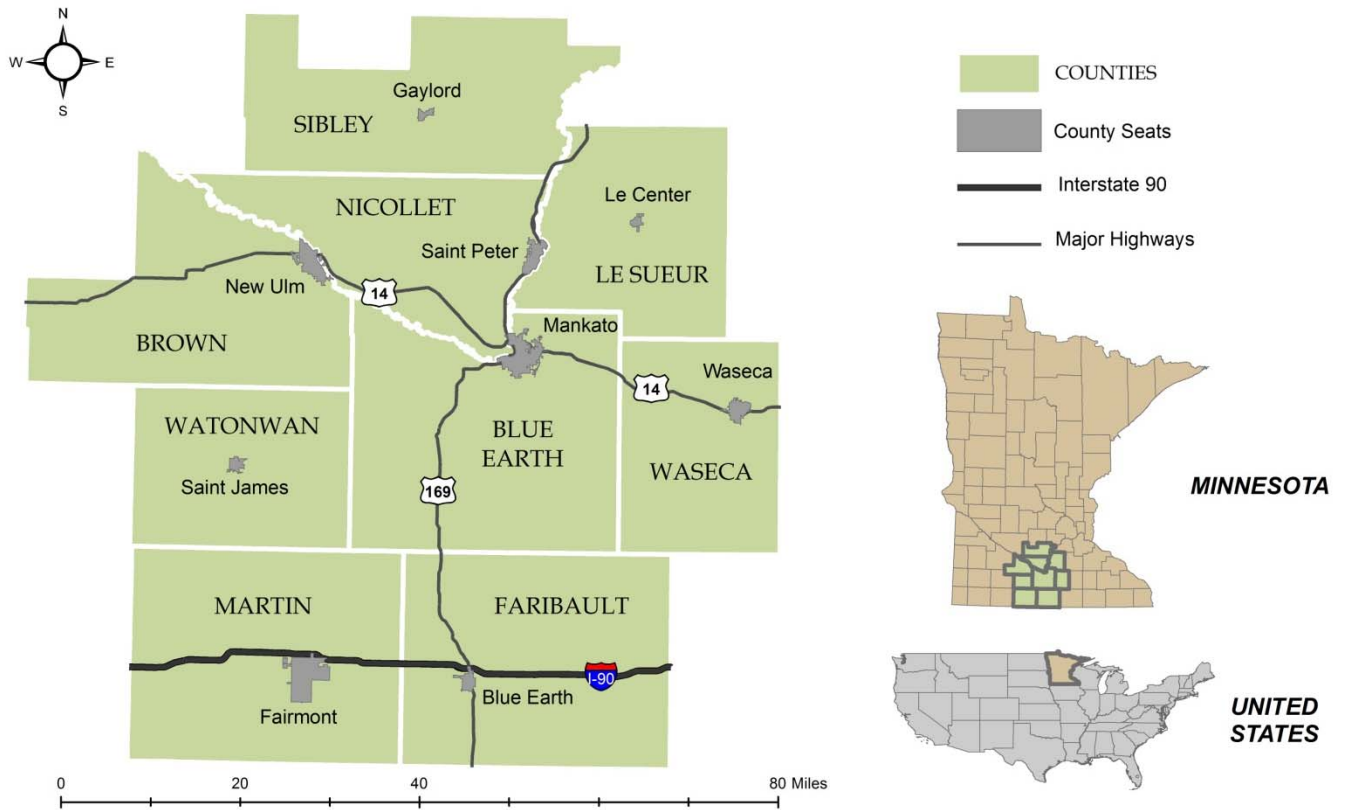 N
W
E
S
Gaylord
SIBLEY
NICOLLET
Le Center
Saint Peter
LE SUEUR
New Ulm
14
BROWN
Mankato
Waseca
14
WATONWAN
BLUE
EARTH
WASECA
Saint James
169
MARTIN
FARIBAULT
I-90
Fairmont
Blue Earth
0
20
40
80 Miles
COUNTIES
County Seats
Interstate 90
Major Highways
MINNESOTA
UNITED
STATES